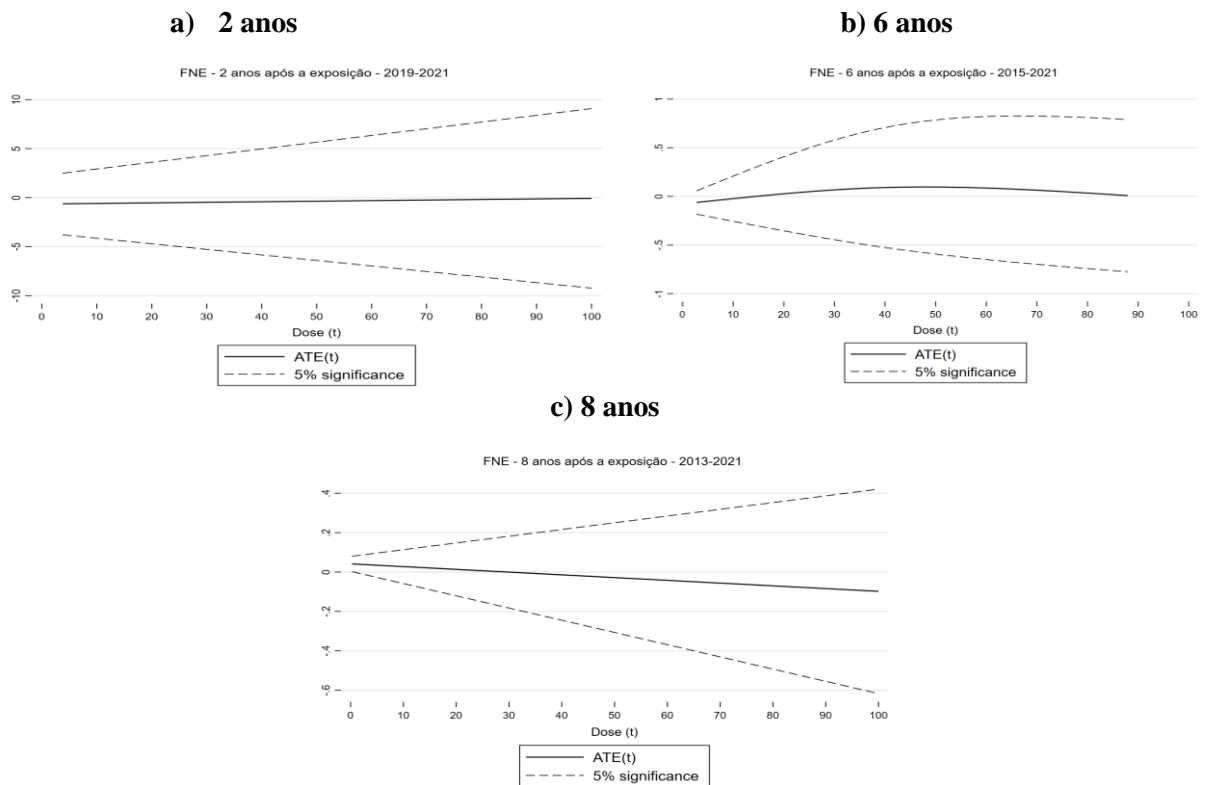 a) 2 anos
b) 6 anos
FNE - 2 anos após a exposição - 2019-2021
10
5
0
-5
-10
0 10 20 30 40 50 60 70 80 90 100
Dose (t)
ATE(t)
5% significance
FNE - 6 anos após a exposição - 2015-2021
1
.5
0
-.5
-1
0 10 20 30 40 50 60 70 80 90 100
Dose (t)
ATE(t)
5% significance
c) 8 anos
FNE - 8 anos após a exposição - 2013-2021
.4
.2
0
-.2
-.4
-.6
0 10 20 30 40 50 60 70 80 90 100
Dose (t)
ATE(t)
5% significance